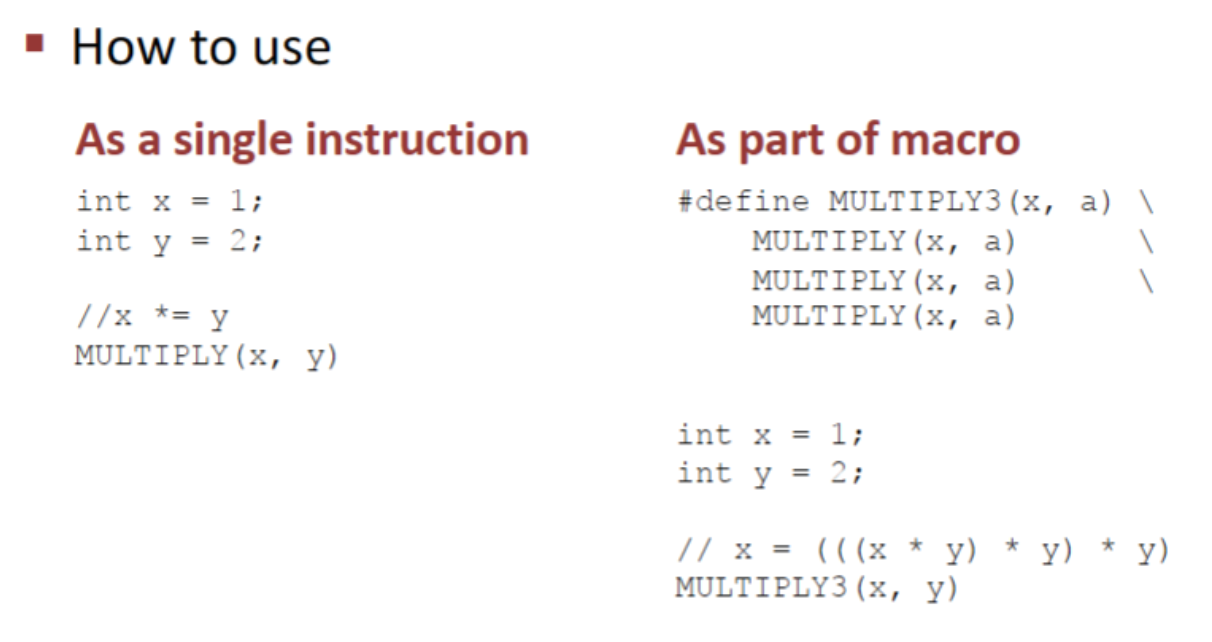 ▪ How to use
As a single instruction
int x = 1;
int y = 2;
//x *= y
MULTIPLY(x, y)
As part of macro
#define MULTIPLY3(x, a) \
    MULTIPLY(x, a)      \
    MULTIPLY(x, a)      \
    MULTIPLY(x, a)
int x = 1;
int y = 2;
// x = (((x * y) * y) * y)
MULTIPLY3(x, y)